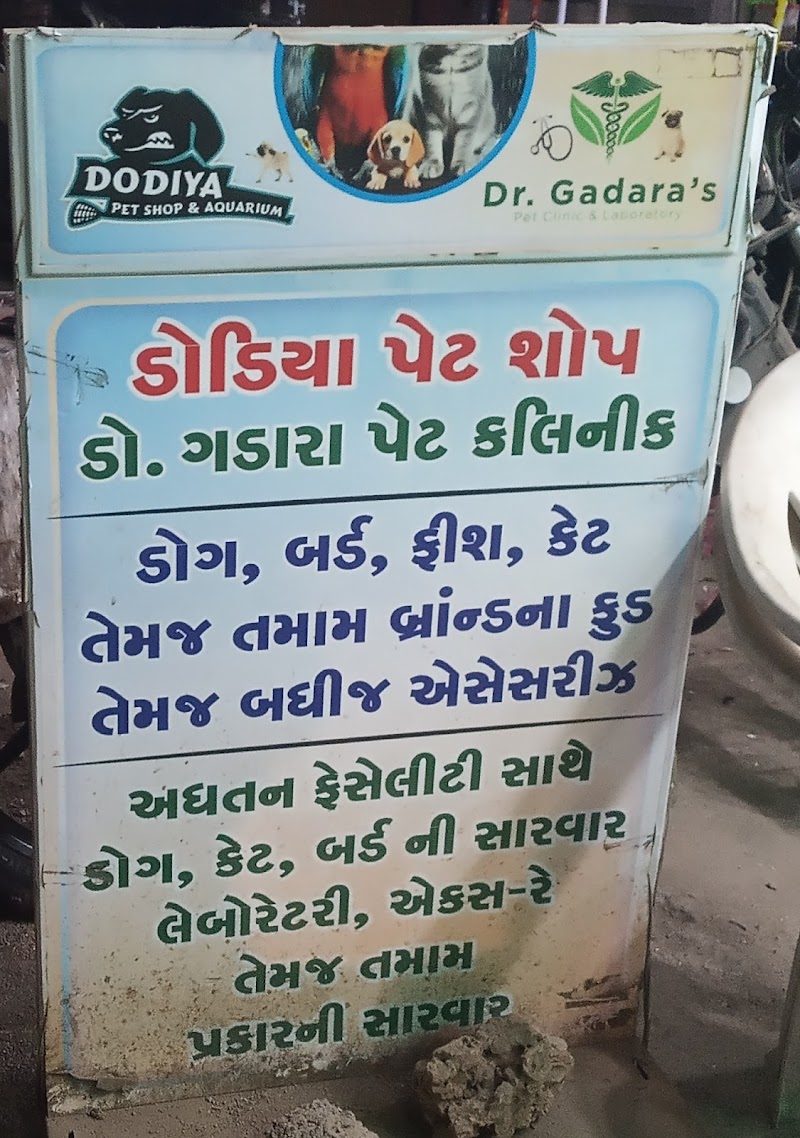 DODIYA
PET SHOP & AQUARIUM
Dr. Gadara's
Pet Clinic & Laboratory
ડોડિયા પેટ શોપ
ડો. ગડારા પેટ કલિનીક
ડોગ, બર્ડ, ફીશ, કેટ
તેમજ તમામ બ્રાંન્ડના ફુડ
તેમજ બધીજ એસેસરીઝ
અધતન ફેસેલીટી સાથે
ડોગ, કેટ, બર્ડ ની સારવાર
લેબોરેટરી, એકસ-રે
તેમજ તમામ
પ્રકારની સારવાર